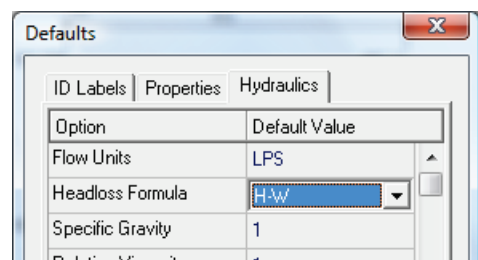 Defaults
ID Labels Properties Hydraulics
Option Default Value
Flow Units LPS
Headloss Formula H-W
Specific Gravity 1